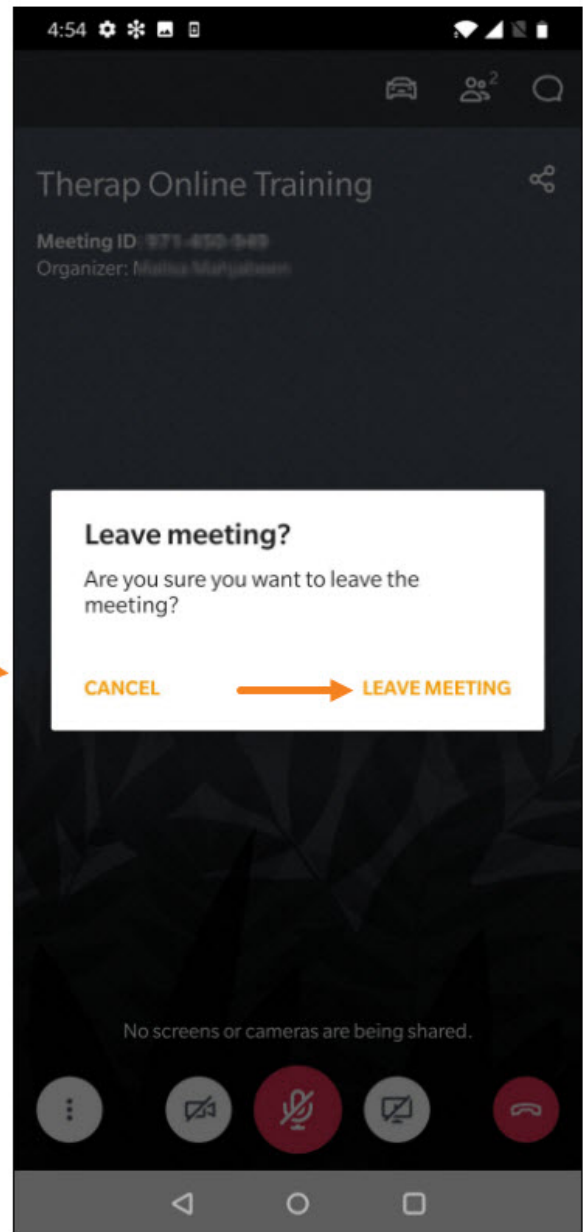 4:54
2
Therap Online Training
Meeting ID
Organizer:
Leave meeting?
Are you sure you want to leave the
meeting?
CANCEL
LEAVE MEETING
No screens or cameras are being shared.